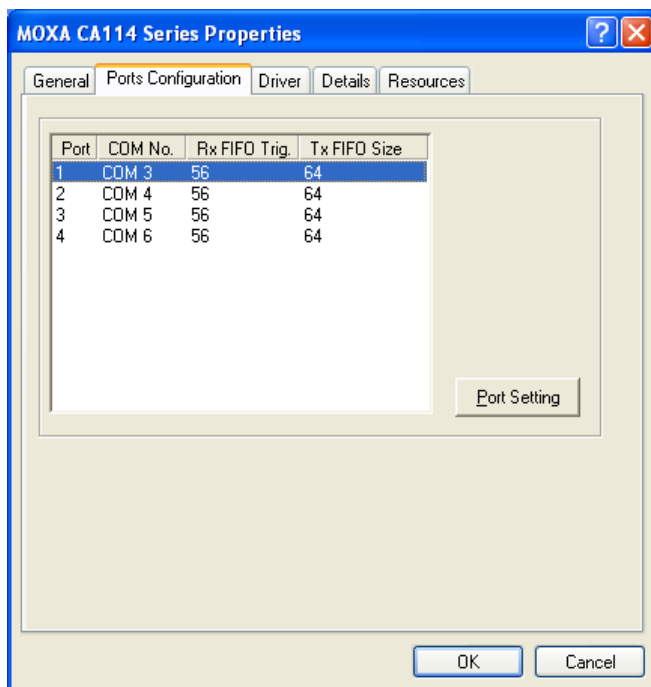 MOXA CA114 Series Properties
General Ports Configuration Driver Details Resources
Port COM No. Rx FIFO Trig. Tx FIFO Size
1 COM 3 56 64
2 COM 4 56 64
3 COM 5 56 64
4 COM 6 56 64
Port Setting
OK Cancel